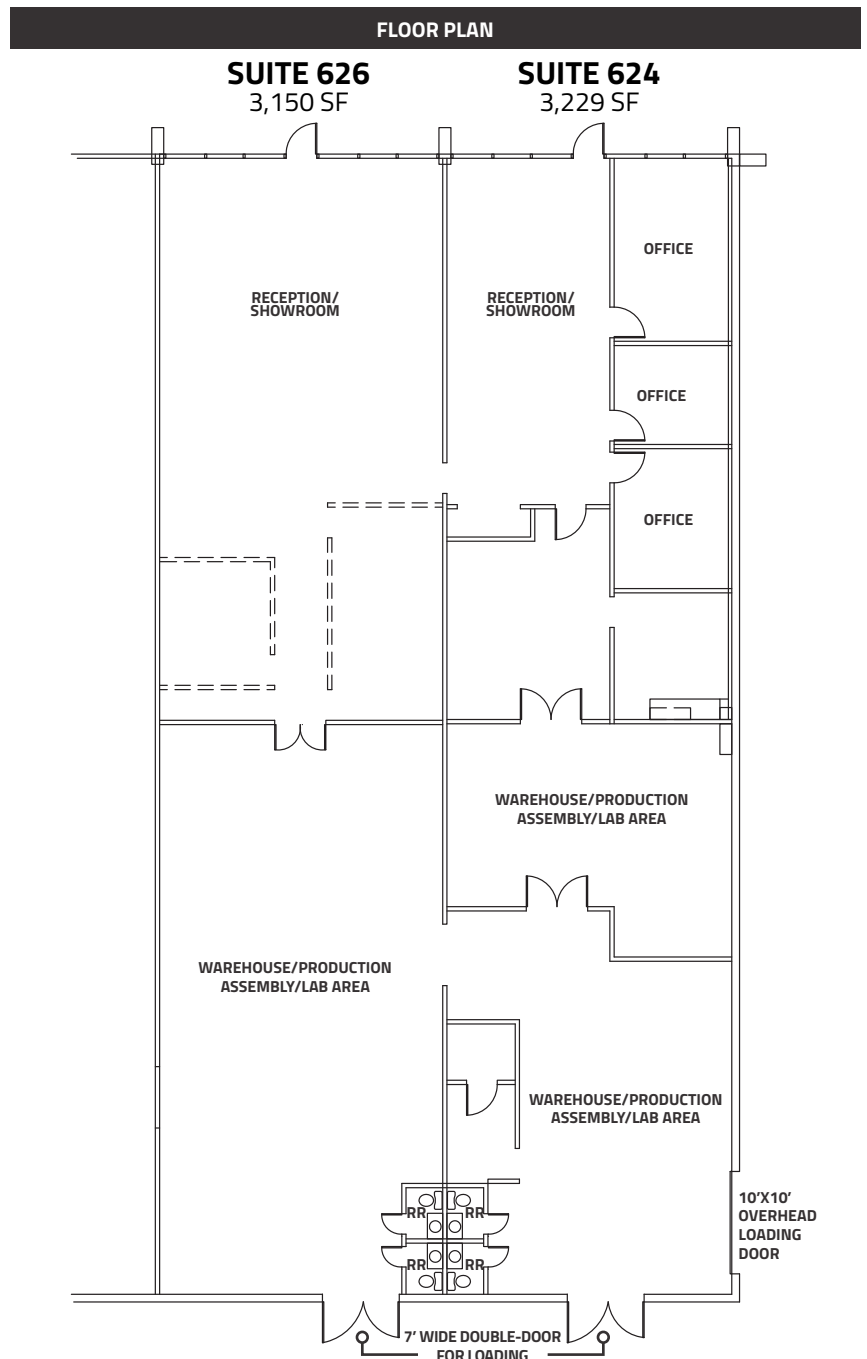 FLOOR PLAN
SUITE 626
3,150 SF
SUITE 624
3,229 SF
OFFICE
RECEPTION/
SHOWROOM
RECEPTION/
SHOWROOM
OFFICE
OFFICE
WAREHOUSE/PRODUCTION
ASSEMBLY/LAB AREA
WAREHOUSE/PRODUCTION
ASSEMBLY/LAB AREA
WAREHOUSE/PRODUCTION
ASSEMBLY/LAB AREA
10’X10’
OVERHEAD
LOADING
DOOR
RR
RR
RR
RR
7’ WIDE DOUBLE-DOOR
FOR LOADING